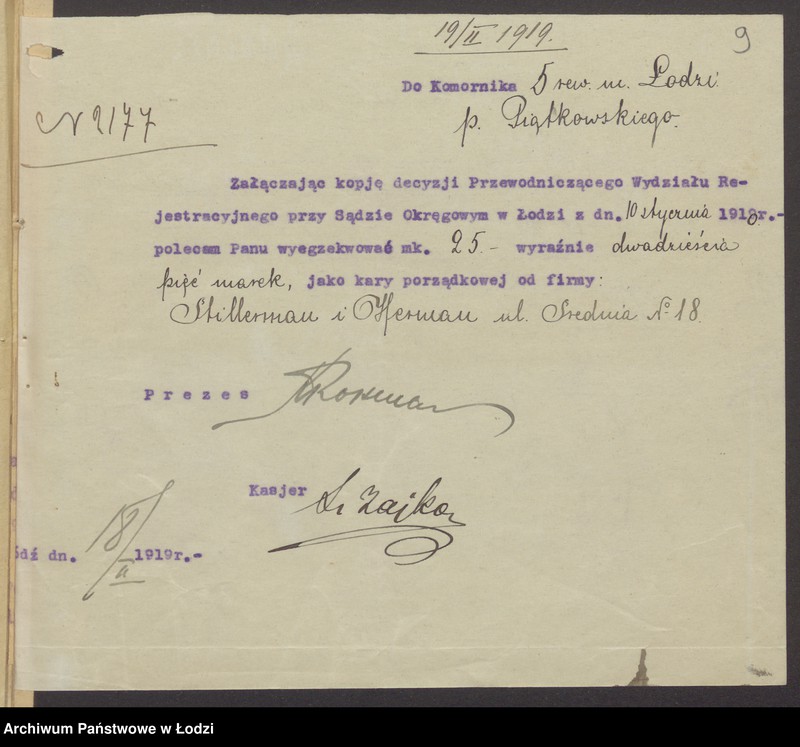 19/II 1919.
9
Do Komornika 5 rew. m. Łodzi
p. Piątkowskiego.
N 2177
Załączając kopję decyzji Przewodniczącego Wydziału Re-
jestracyjnego przy Sądzie Okręgowym w Łodzi z dn. 10 stycznia 1919r.-
polecam Panu wyegzekwować mk. 25.- wyraźnie dwadzieścia
pięć marek, jako kary porządkowej od firmy:
Stillerman i Herman ul. Średnia № 18.
Prezes
Kasjer S. Zajko
ódź dn. 18/II 1919r.-
Archiwum Państwowe w Łodzi